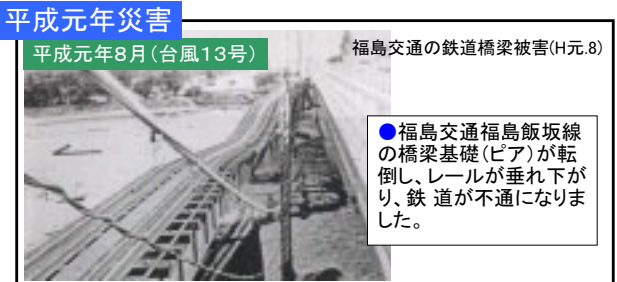 平成元年災害
平成元年8月（台風13号）
福島交通の鉄道橋梁被害(H元.8)
●福島交通福島飯坂線
の橋梁基礎（ピア）が転
倒し、レールが垂れ下が
り、鉄 道が不通になりま
した。